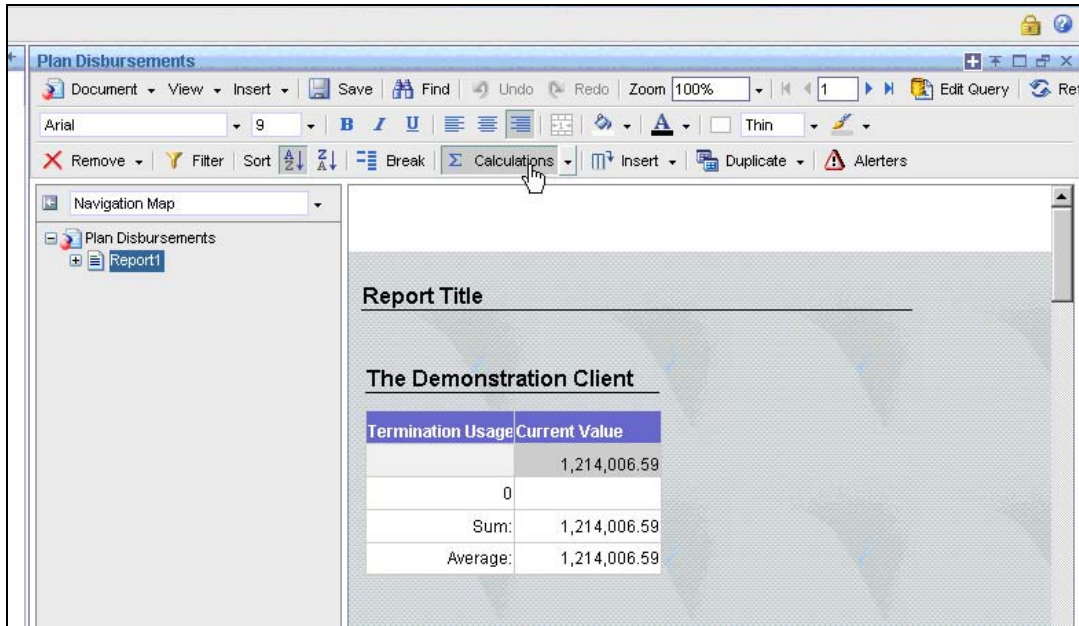 Plan Disbursements
Document View Insert Save Find Undo Redo Zoom 100% 1 Edit Query Ref
Arial 9 B I U A Thin
Remove Filter Sort A Z Z A Break Σ Calculations Insert Duplicate Alerters
Navigation Map
Plan Disbursements
Report1
Report Title
The Demonstration Client
Termination Usage Current Value
1,214,006.59
0
Sum: 1,214,006.59
Average: 1,214,006.59